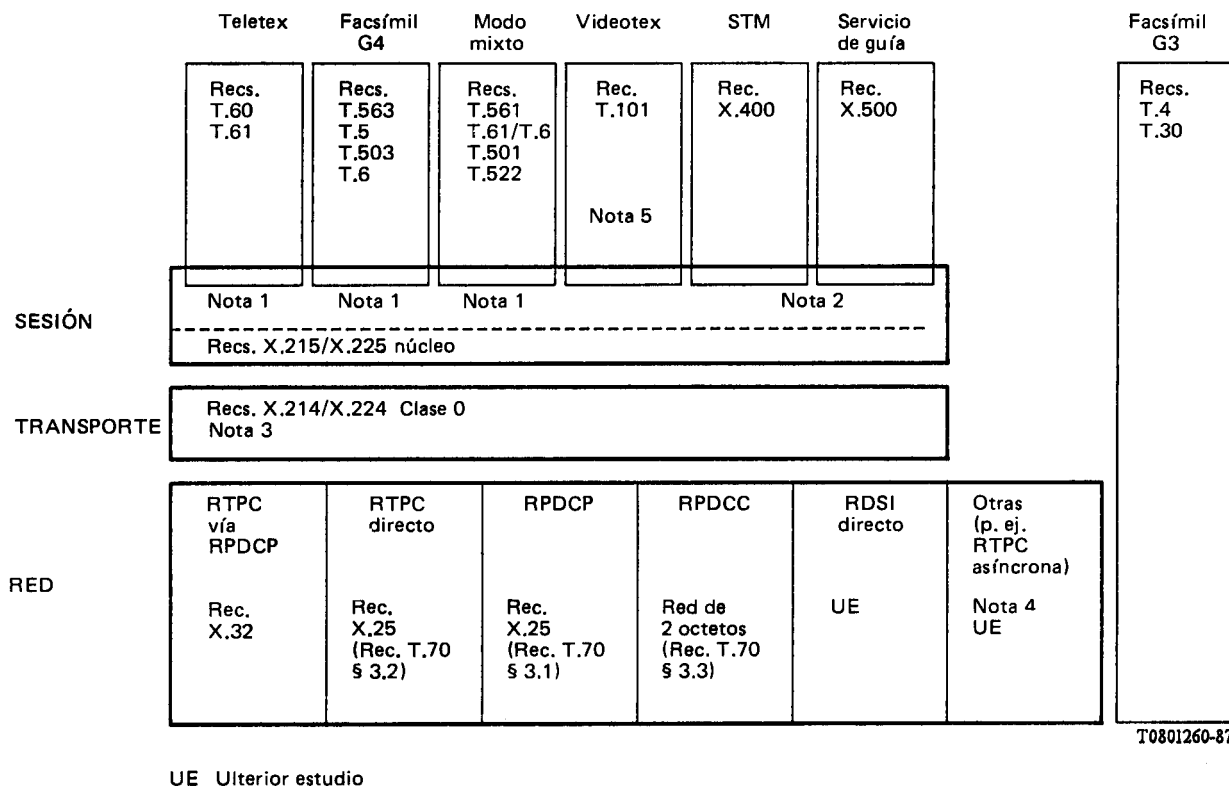 Teletex
Facsímil
G4
Modo
mixto
Videotex
STM
Servicio
de guía
Facsímil
G3
Recs.
T.60
T.61
Recs.
T.563
T.5
T.503
T.6
Recs.
T.561
T.61/T.6
T.501
T.522
Rec.
T.101
Nota 5
Rec.
X.400
Rec.
X.500
Recs.
T.4
T.30
SESIÓN
Nota 1
Nota 1
Nota 1
Nota 2
Recs. X.215/X.225 núcleo
TRANSPORTE
Recs. X.214/X.224 Clase 0
Nota 3
RED
RTPC
vía
RPDCP
Rec.
X.32
RTPC
directo
Rec.
X.25
(Rec. T.70
§ 3.2)
RPDCP
Rec.
X.25
(Rec. T.70
§ 3.1)
RPDCC
Red de
2 octetos
(Rec. T.70
§ 3.3)
RDSI
directo
UE
Otras
(p. ej.
RTPC
asíncrona)
Nota 4
UE
T0801260-87
UE Ulterior estudio